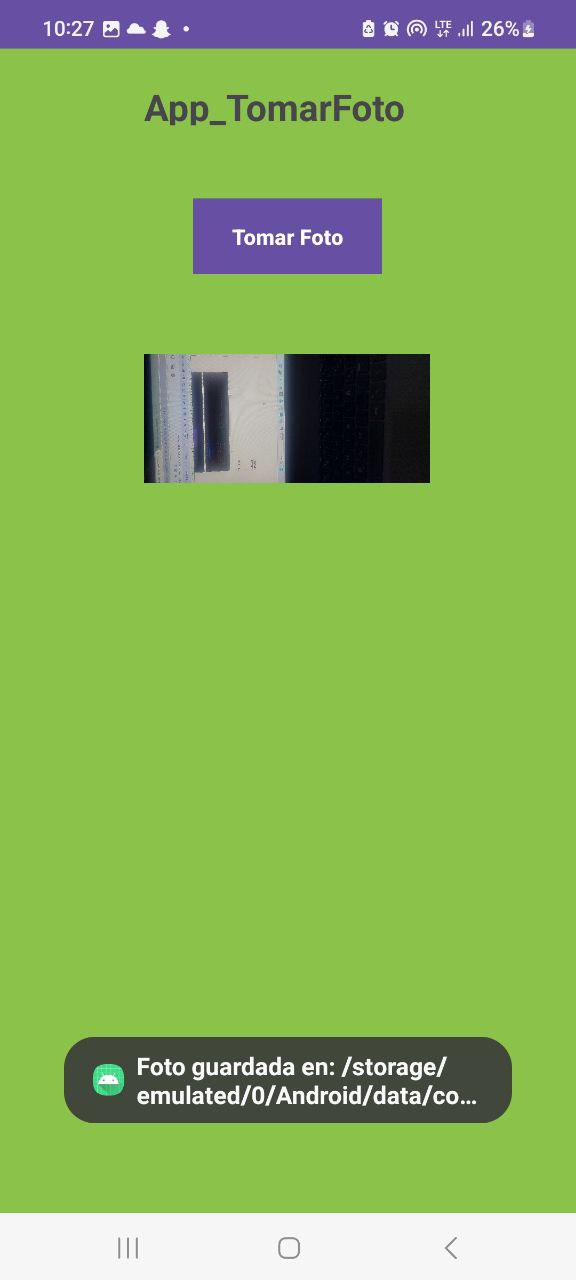 10:27
LTE
26%
App_TomarFoto
Tomar Foto
Foto guardada en: /storage/
emulated/0/Android/data/co…